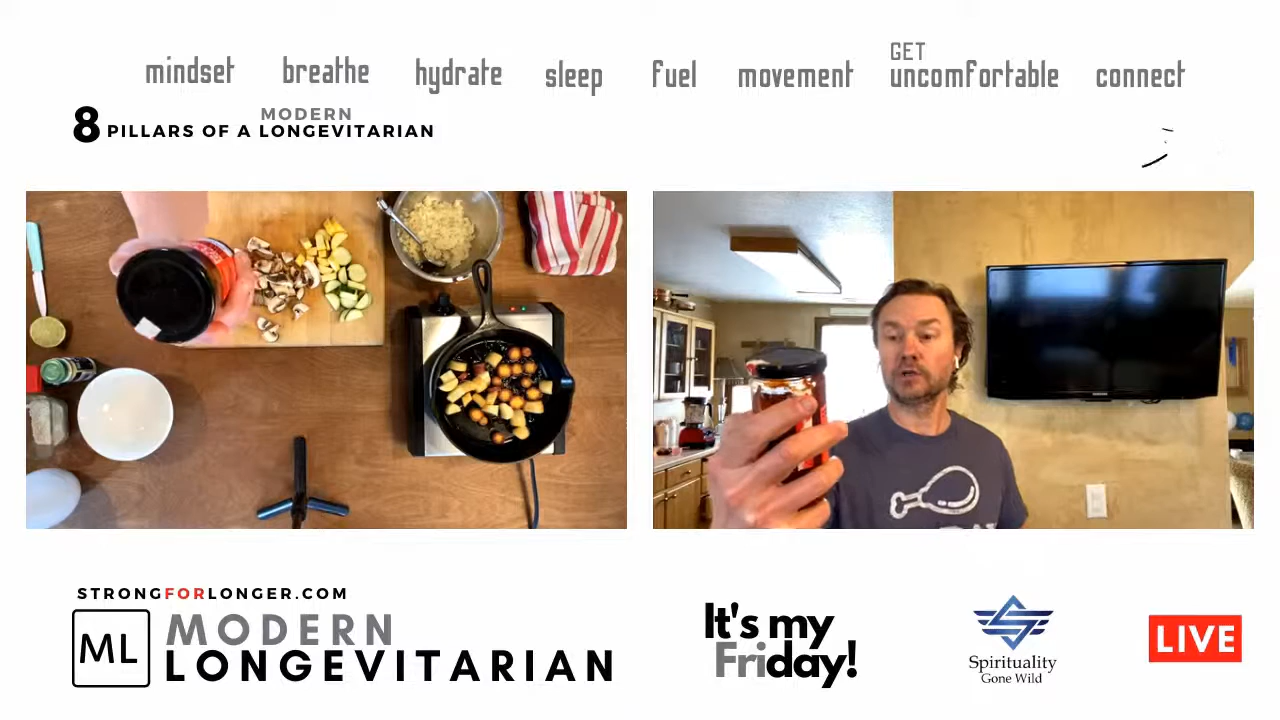 mindset breathe hydrate sleep fuel movement GET uncomfortable connect
MODERN
8 PILLARS OF A LONGEVITARIAN
STRONGFORLONGER.COM
ML MODERN
LONGEVITARIAN
It's my
Friday!
Spirituality
Gone Wild
LIVE